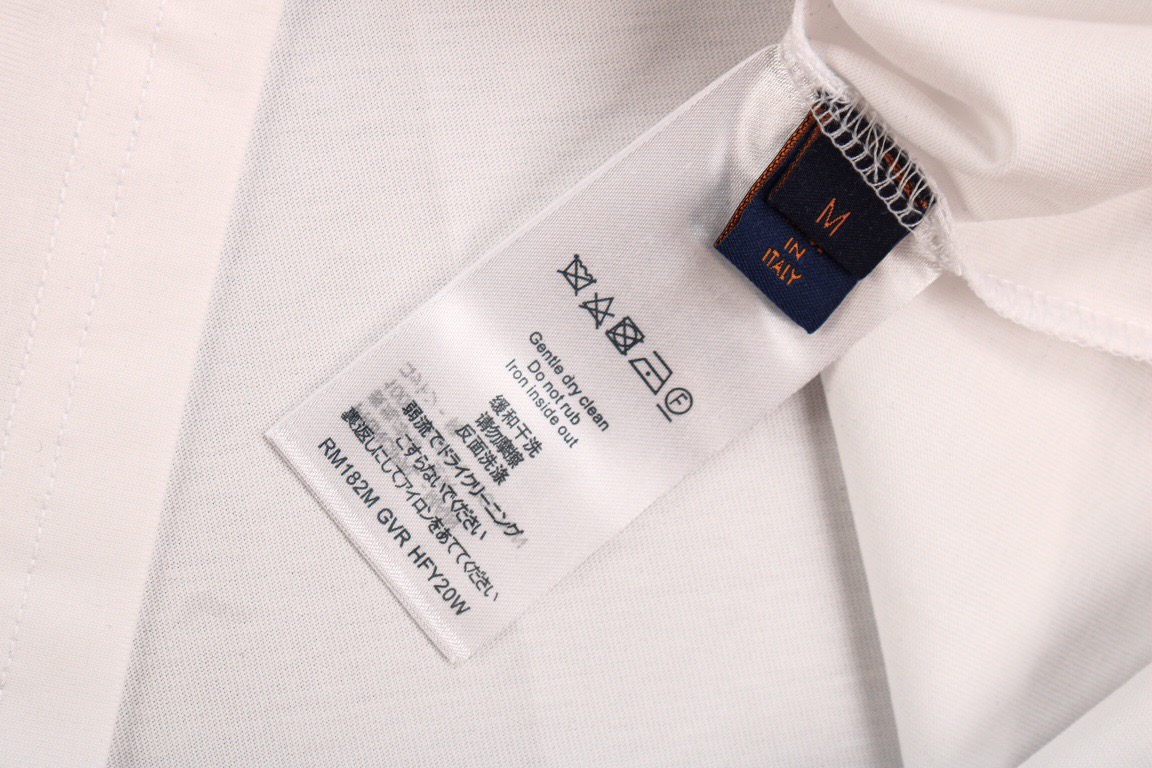 M
IN
ITALY
F
Gentle dry clean
Do not rub
Iron inside out
缓和干洗
请勿磨擦
反面洗涤
弱流でドライクリーニング
こすらないでください
裏返しにしてアイロンをあててください
RM182M GVR HFY20W